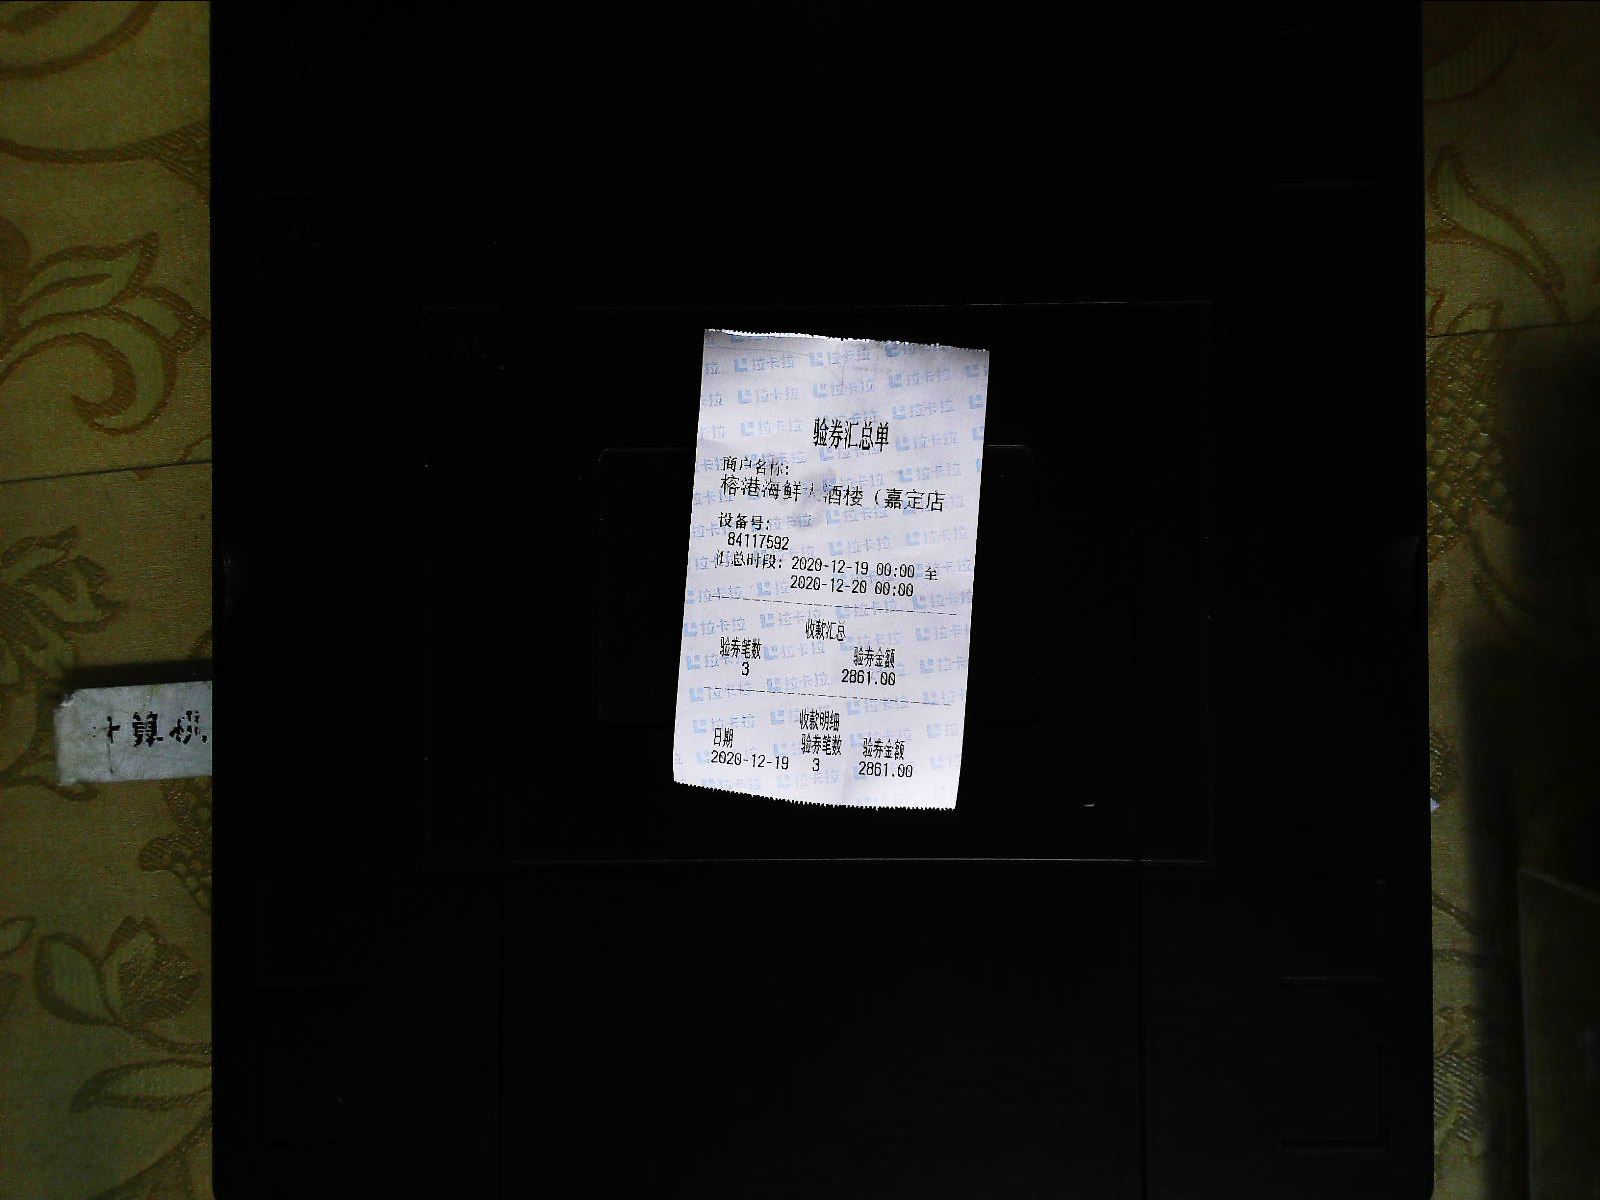 验券汇总单
商户名称:
榕港海鲜大酒楼（嘉定店
设备号:
84117592
汇总时段: 2020-12-19 00:00 至
2020-12-20 00:00
收款汇总
验券笔数 验券金额
3 2861.00
收款明细
日期 验券笔数 验券金额
2020-12-19 3 2861.00
拉卡拉